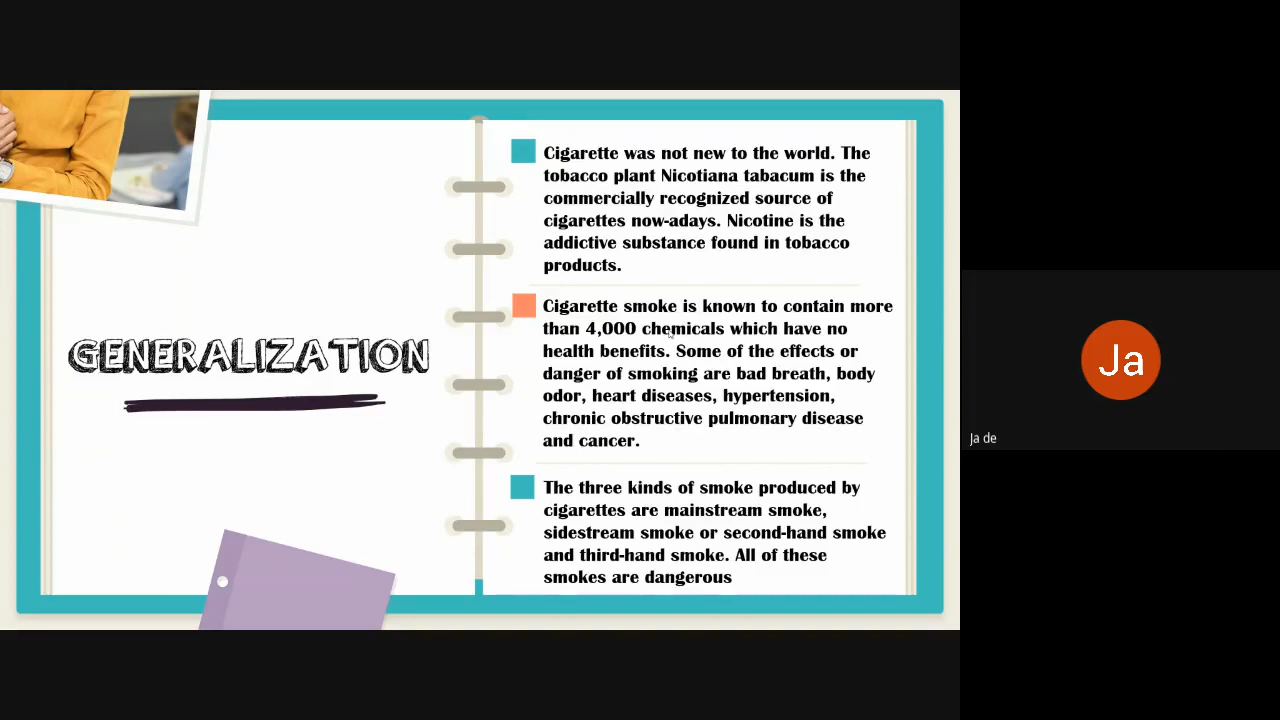 GENERALIZATION
Cigarette was not new to the world. The
tobacco plant Nicotiana tabacum is the
commercially recognized source of
cigarettes now-adays. Nicotine is the
addictive substance found in tobacco
products.
Cigarette smoke is known to contain more
than 4,000 chemicals which have no
health benefits. Some of the effects or
danger of smoking are bad breath, body
odor, heart diseases, hypertension,
chronic obstructive pulmonary disease
and cancer.
The three kinds of smoke produced by
cigarettes are mainstream smoke,
sidestream smoke or second-hand smoke
and third-hand smoke. All of these
smokes are dangerous
Ja
Ja de